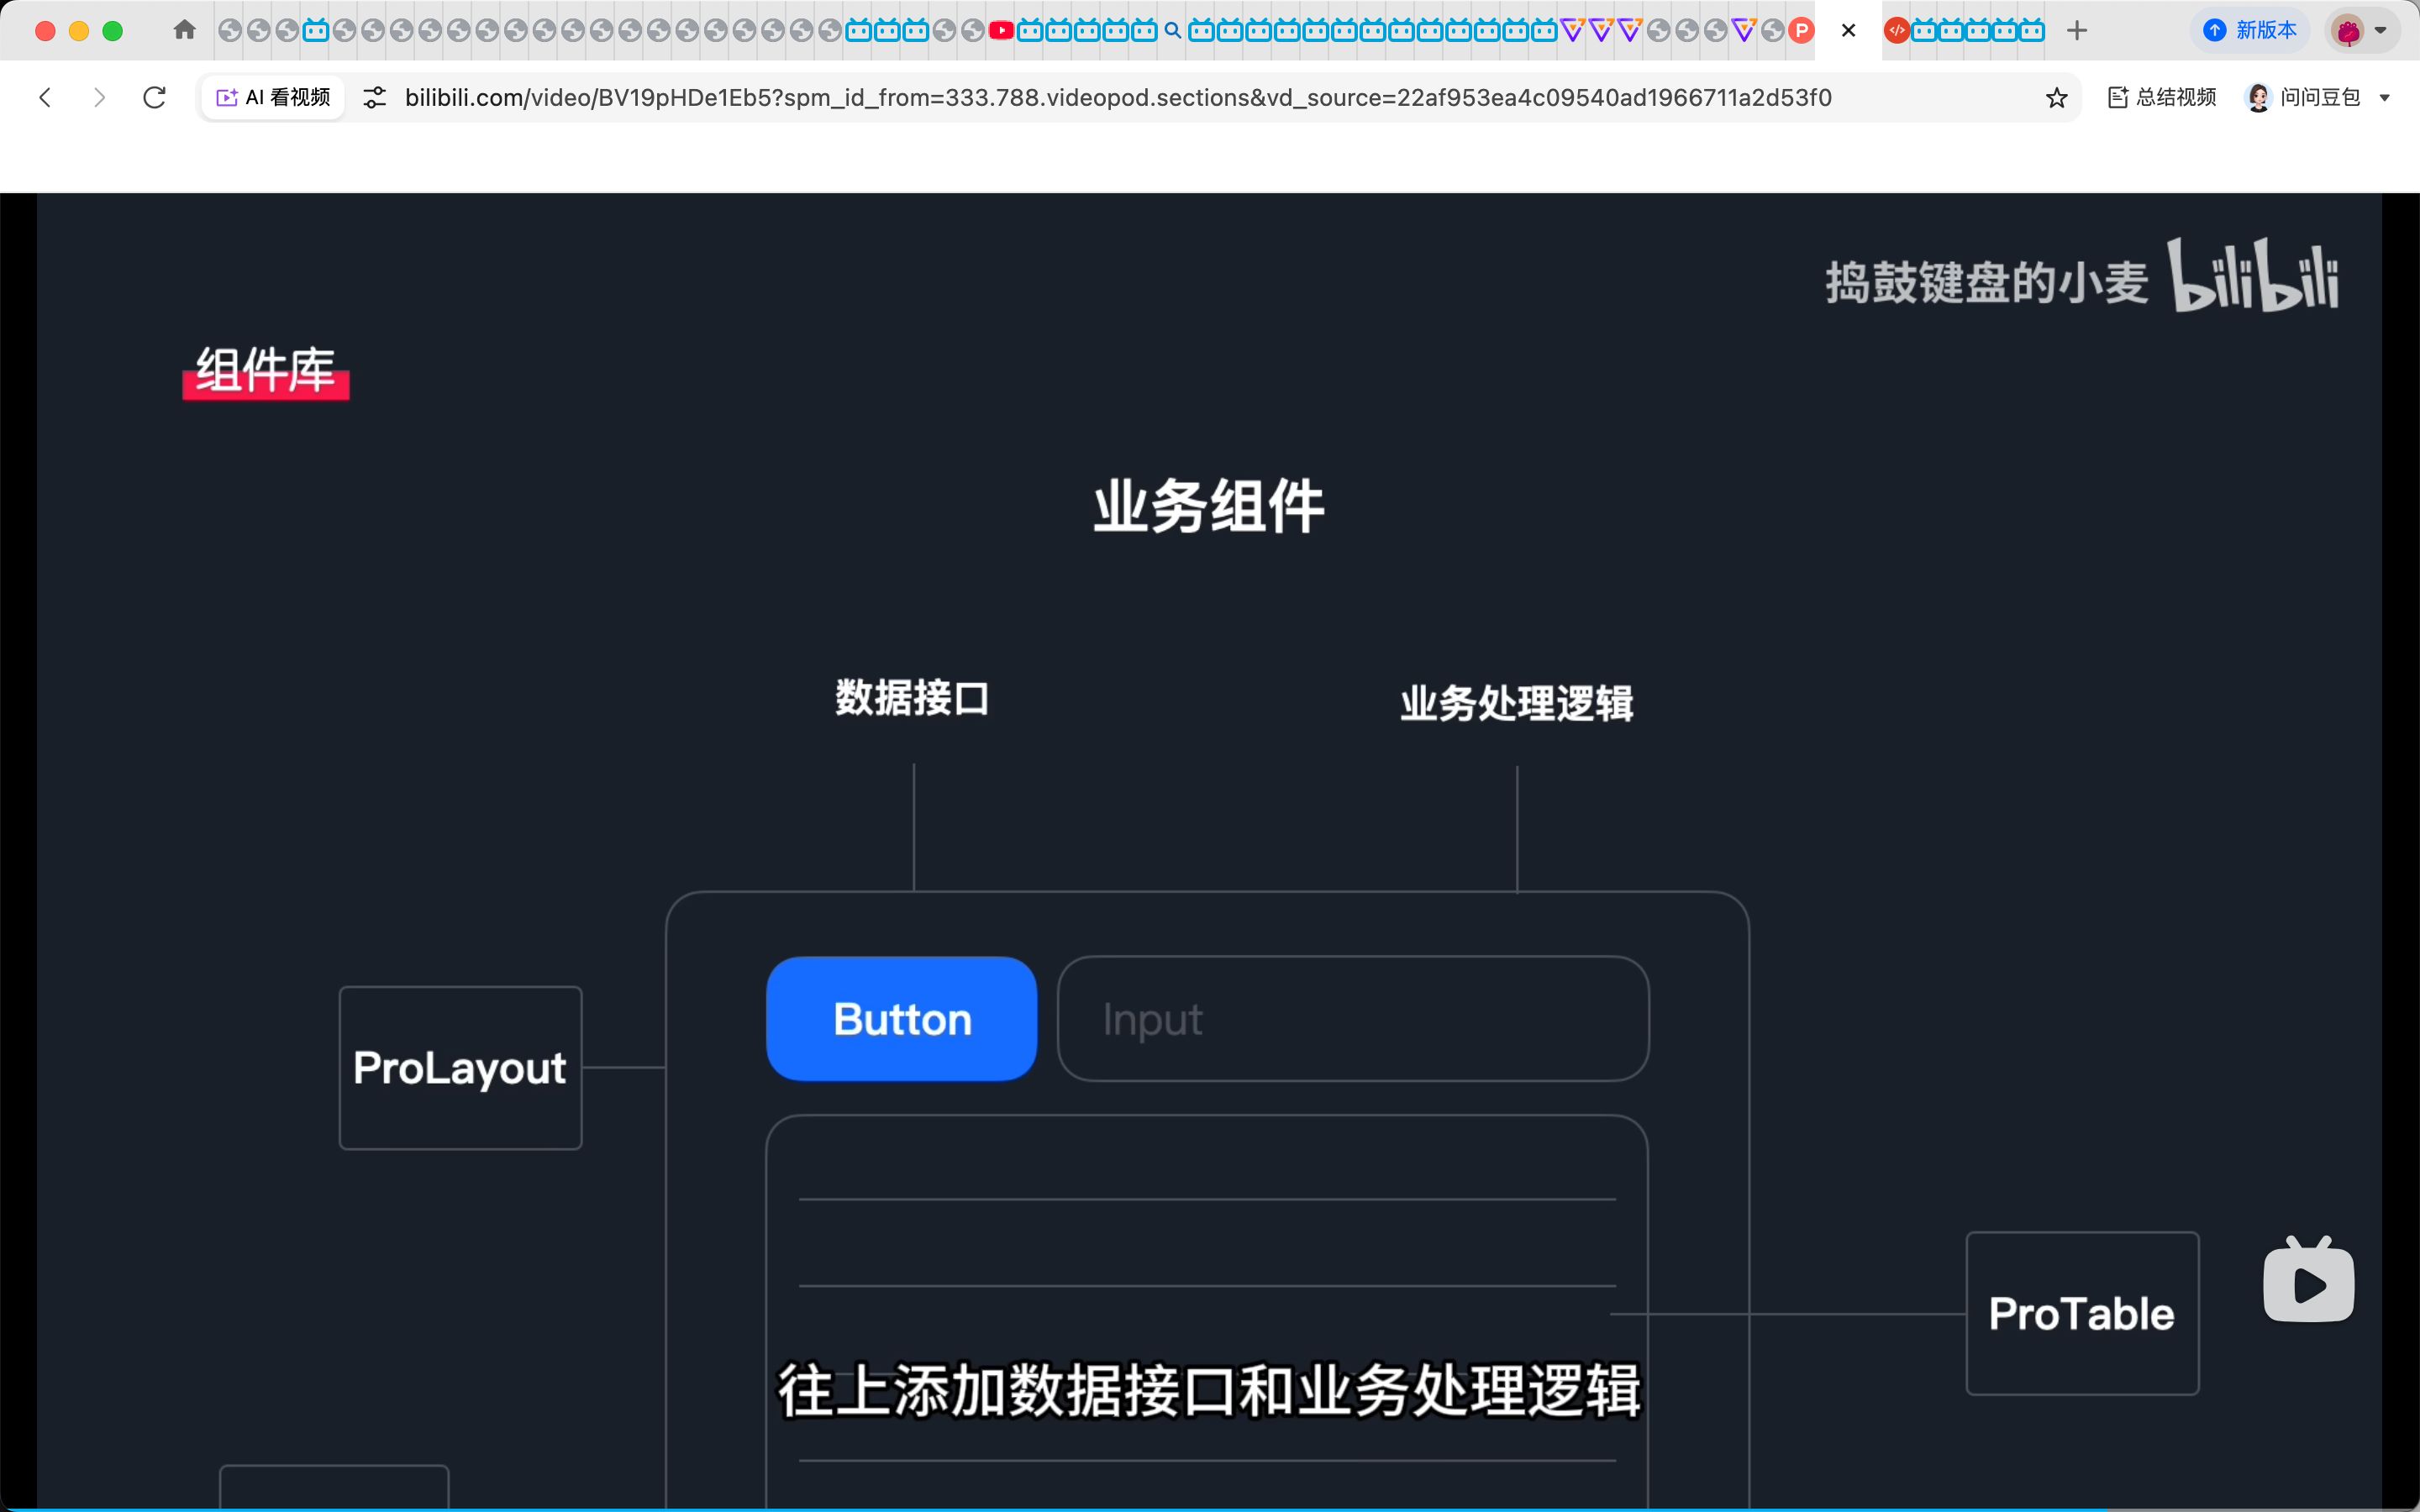 新版本
AI 看视频
bilibili.com/video/BV19pHDe1Eb5?spm_id_from=333.788.videopod.sections&vd_source=22af953ea4c09540ad1966711a2d53f0
总结视频
问问豆包
捣鼓键盘的小麦 bilibili
组件库
业务组件
数据接口
业务处理逻辑
Button
Input
ProLayout
ProTable
往上添加数据接口和业务处理逻辑